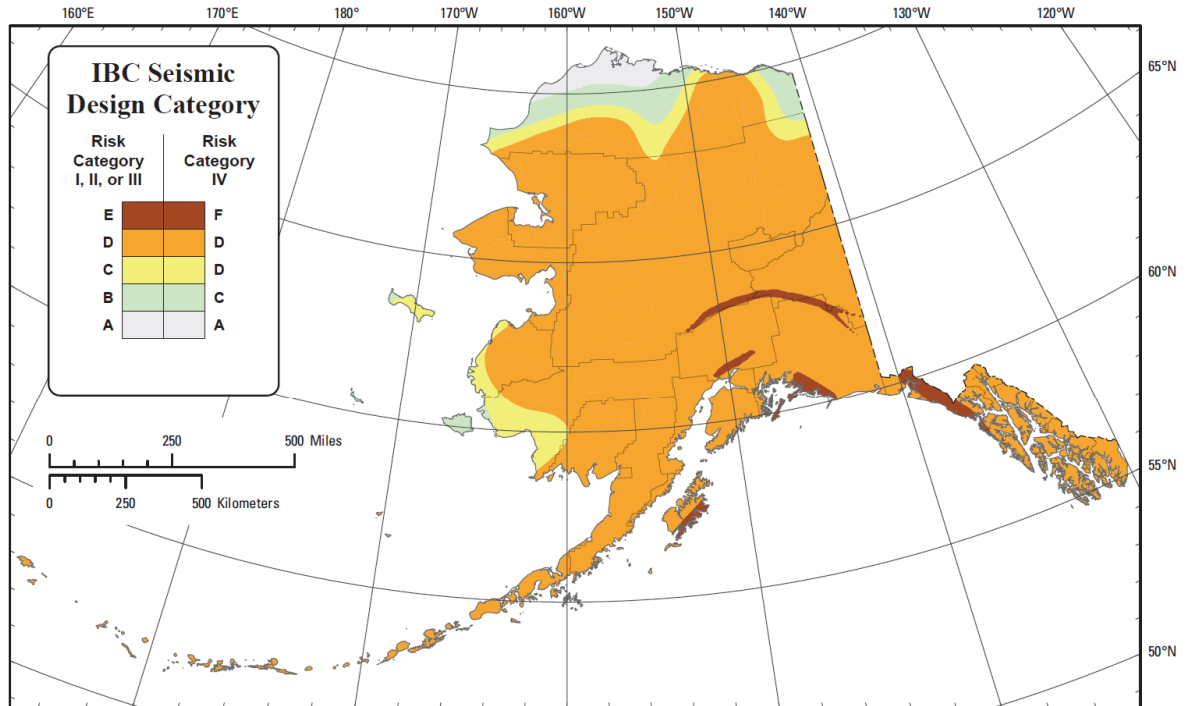 160°E 170°E 180° 170°W 160°W 150°W 140°W 130°W 120°W
IBC Seismic
Design Category
Risk
Category
I, II, or III
Risk
Category
IV
E F
D D
C D
B C
A A
65°N
60°N
55°N
50°N
0 250 500 Miles
0 250 500 Kilometers